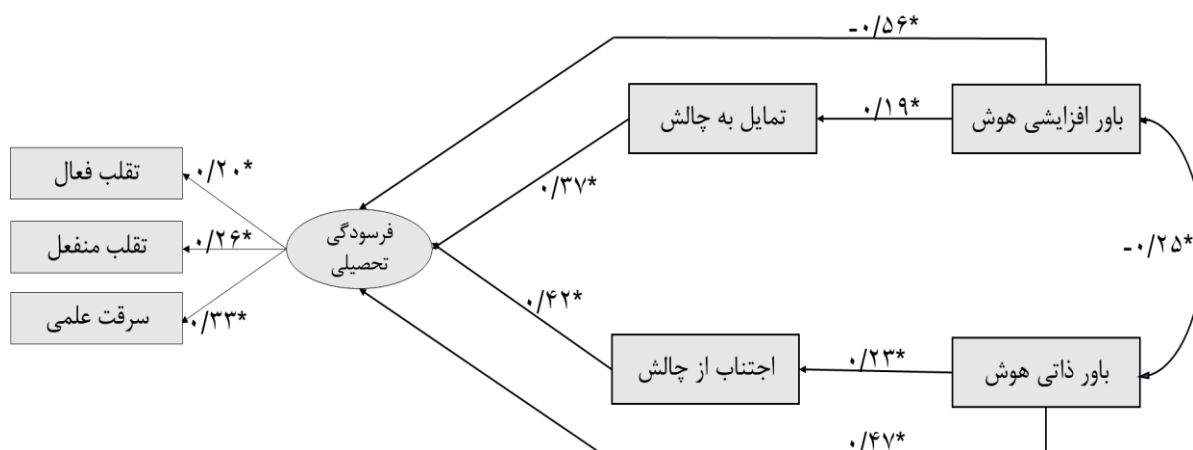 -۰/۵۶*
باور افزایشی هوش
۰/۱۹*
تمایل به چالش
۰/۳۷*
تقلب فعال
۰/۲۰*
تقلب منفعل
۰/۲۶*
سرقت علمی
۰/۳۳*
فرسودگی
تحصیلی
-۰/۲۵*
۰/۴۲*
باور ذاتی هوش
۰/۲۳*
اجتناب از چالش
۰/۴۷*